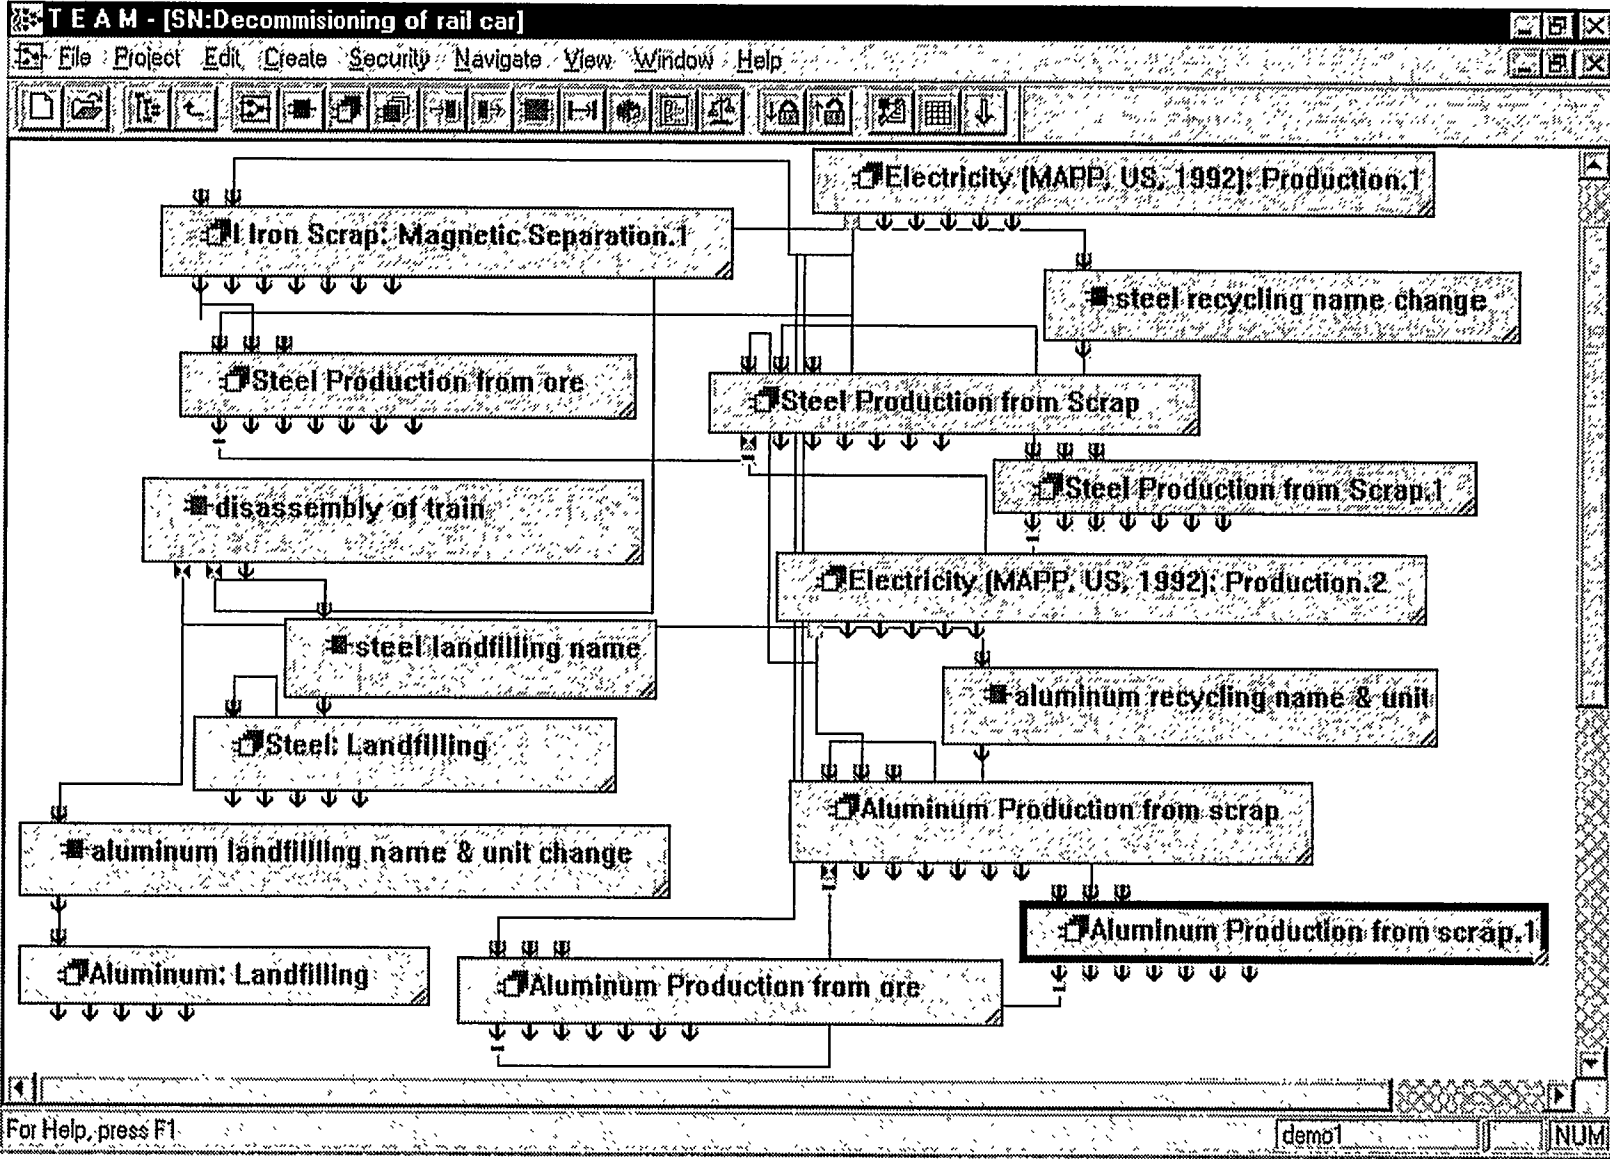 T E A M - [SN:Decommisioning of rail car]
File Project Edit Create Security Navigate View Window Help
Electricity (MAPP, US, 1992): Production.1
I Iron Scrap: Magnetic Separation.1
steel recycling name change
Steel Production from ore
Steel Production from Scrap
Steel Production from Scrap.1
disassembly of train
Electricity (MAPP, US, 1992): Production.2
steel landfilling name
aluminum recycling name & unit
Steel: Landfilling
Aluminum Production from scrap
aluminum landfilling name & unit change
Aluminum Production from scrap.1
Aluminum: Landfilling
Aluminum Production from ore
For Help, press F1
demo1
NUM